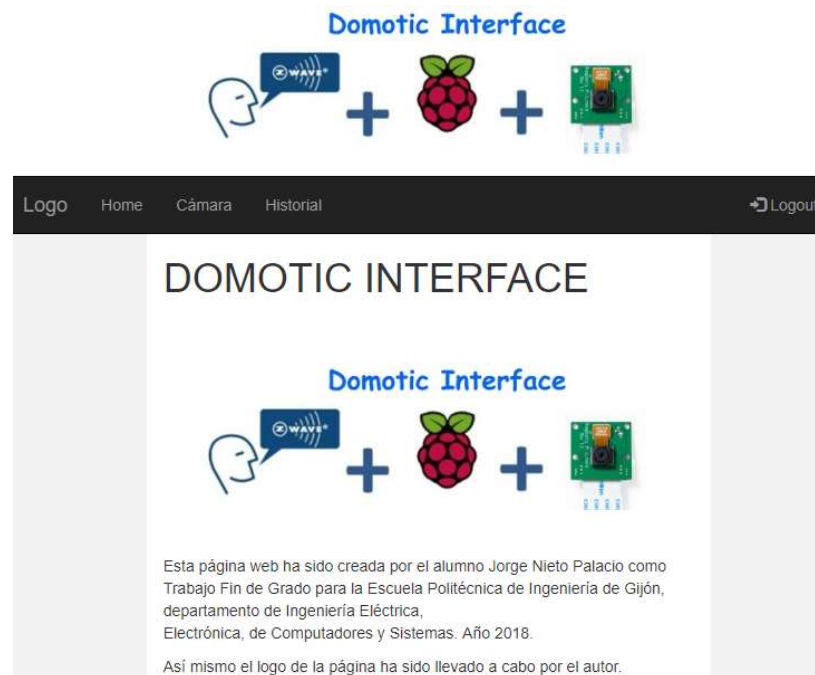 Domotic Interface
Z WAVE®
Logo Home Cámara Historial Logout
DOMOTIC INTERFACE
Domotic Interface
Z WAVE®
Esta página web ha sido creada por el alumno Jorge Nieto Palacio como
Trabajo Fin de Grado para la Escuela Politécnica de Ingeniería de Gijón,
departamento de Ingeniería Eléctrica,
Electrónica, de Computadores y Sistemas. Año 2018.
Así mismo el logo de la página ha sido llevado a cabo por el autor.